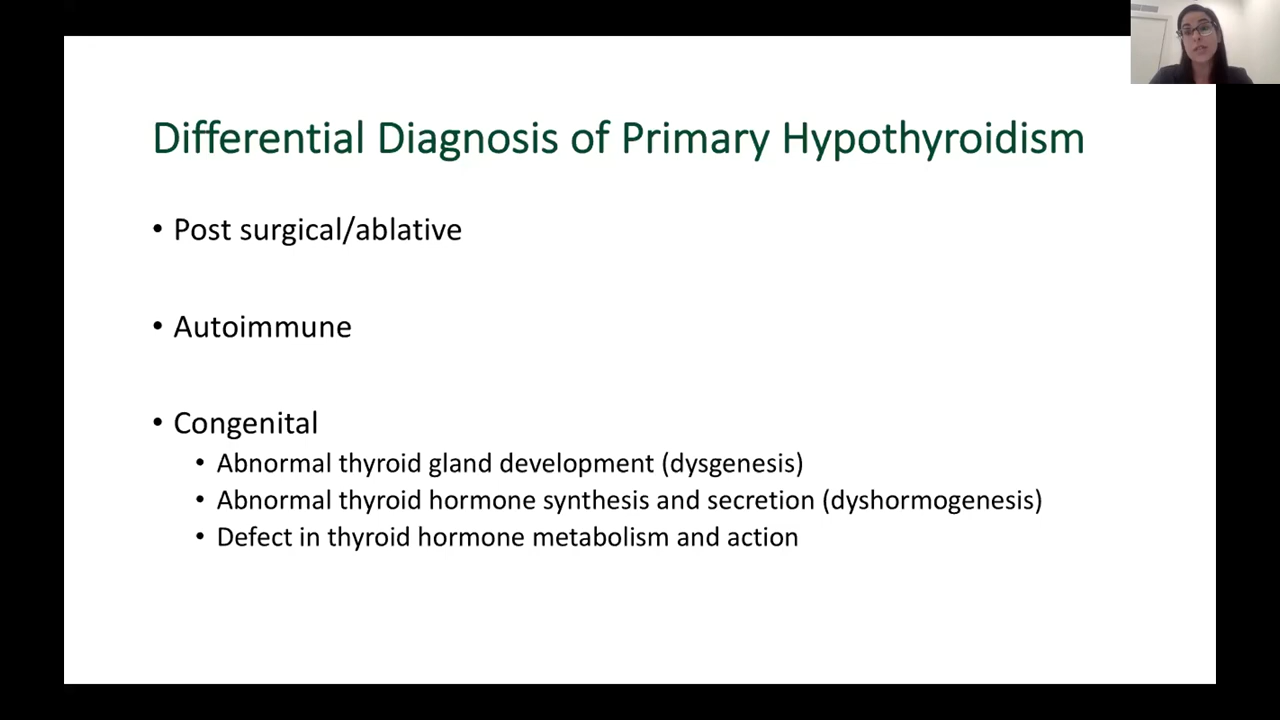 Differential Diagnosis of Primary Hypothyroidism
• Post surgical/ablative
• Autoimmune
• Congenital
• Abnormal thyroid gland development (dysgenesis)
• Abnormal thyroid hormone synthesis and secretion (dyshormogenesis)
• Defect in thyroid hormone metabolism and action